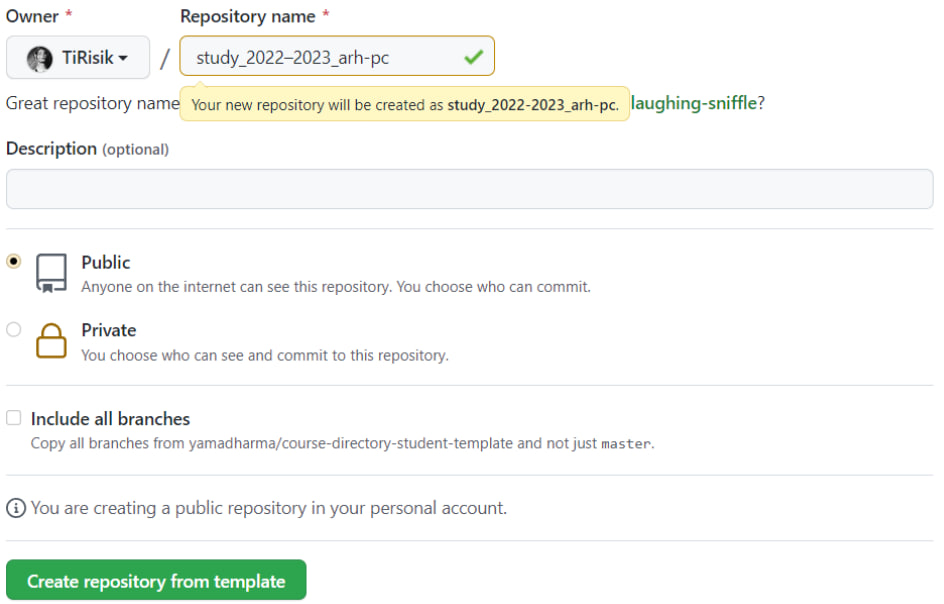 Owner * Repository name *
TiRisik / study_2022–2023_arh-pc
Great repository name Your new repository will be created as study_2022-2023_arh-pc. laughing-sniffle?
Description (optional)
Public
Anyone on the internet can see this repository. You choose who can commit.
Private
You choose who can see and commit to this repository.
Include all branches
Copy all branches from yamadharma/course-directory-student-template and not just master.
You are creating a public repository in your personal account.
Create repository from template